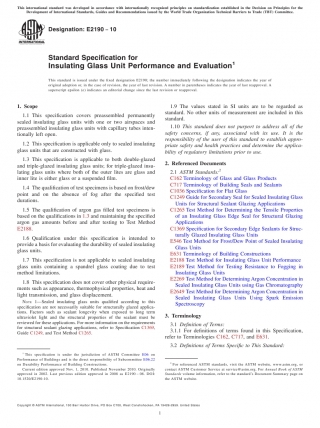 This international standard was developed in accordance with internationally recognized principles on standardization established in the Decision on Principles for the
Development of International Standards, Guides and Recommendations issued by the World Trade Organization Technical Barriers to Trade (TBT) Committee.
Designation: E2190 − 10
Standard Specification for
Insulating Glass Unit Performance and Evaluation1
This standard is issued under the fixed designation E2190; the number immediately following the designation indicates the year of
original adoption or, in the case of revision, the year of last revision. A number in parentheses indicates the year of last reapproval. A
superscript epsilon (ε) indicates an editorial change since the last revision or reapproval.
1. Scope
1.1 This specification covers preassembled permanently
sealed insulating glass units with one or two airspaces and
preassembled insulating glass units with capillary tubes inten-
tionally left open.
1.2 This specification is applicable only to sealed insulating
glass units that are constructed with glass.
1.3 This specification is applicable to both double-glazed
and triple-glazed insulating glass units; for triple-glazed insu-
lating glass units where both of the outer lites are glass and
inner lite is either glass or a suspended film.
1.4 The qualification of test specimens is based on frost/dew
point and on the absence of fog after the specified test
durations.
1.5 The qualification of argon gas filled test specimens is
based on the qualifications in 1.3 and maintaining the specified
argon gas amounts before and after testing to Test Method
E2188.
1.6 Qualification under this specification is intended to
provide a basis for evaluating the durability of sealed insulating
glass units.
1.7 This specification is not applicable to sealed insulating
glass units containing a spandrel glass coating due to test
method limitations.
1.8 This specification does not cover other physical require-
ments such as appearance, thermophysical properties, heat and
light transmission, and glass displacement.
NOTE 1—Sealed insulating glass units qualified according to this
specification are not necessarily suitable for structurally glazed applica-
tions. Factors such as sealant longevity when exposed to long term
ultraviolet light and the structural properties of the sealant must be
reviewed for these applications. For more information on the requirements
for structural sealant glazing applications, refer to Specification C1369,
Guide C1249, and Test Method C1265.
1 This specification is under the jurisdiction of ASTM Committee E06 on
Performance of Buildings and is the direct responsibility of Subcommittee E06.22
on Durability Performance of Building Constructions.
Current edition approved Nov. 1, 2010. Published November 2010. Originally
approved in 2002. Last previous edition approved in 2008 as E2190 – 08. DOI:
10.1520/E2190-10.
1.9 The values stated in SI units are to be regarded as
standard. No other units of measurement are included in this
standard.
1.10 This standard does not purport to address all of the
safety concerns, if any, associated with its use. It is the
responsibility of the user of this standard to establish appro-
priate safety and health practices and determine the applica-
bility of regulatory limitations prior to use.
2. Referenced Documents
2.1 ASTM Standards:2
C162 Terminology of Glass and Glass Products
C717 Terminology of Building Seals and Sealants
C1036 Specification for Flat Glass
C1249 Guide for Secondary Seal for Sealed Insulating Glass
Units for Structural Sealant Glazing Applications
C1265 Test Method for Determining the Tensile Properties
of an Insulating Glass Edge Seal for Structural Glazing
Applications
C1369 Specification for Secondary Edge Sealants for Struc-
turally Glazed Insulating Glass Units
E546 Test Method for Frost/Dew Point of Sealed Insulating
Glass Units
E631 Terminology of Building Constructions
E2188 Test Method for Insulating Glass Unit Performance
E2189 Test Method for Testing Resistance to Fogging in
Insulating Glass Units
E2269 Test Method for Determining Argon Concentration in
Sealed Insulating Glass Units using Gas Chromatography
E2649 Test Method for Determining Argon Concentration in
Sealed Insulating Glass Units Using Spark Emission
Spectroscopy
3. Terminology
3.1 Definition of Terms:
3.1.1 For definitions of terms found in this Specification,
refer to Terminologies C162, C717, and E631.
3.2 Definitions of Terms Specific to This Standard:
2 For referenced ASTM standards, visit the ASTM website, www.astm.org, or
contact ASTM Customer Service at service@astm.org. For Annual Book of ASTM
Standards volume information, refer to the standard's Document Summary page on
the ASTM website.
Copyright © ASTM International, 100 Barr Harbor Drive, PO Box C700, West Conshohocken, PA 19428-2959. United States
1